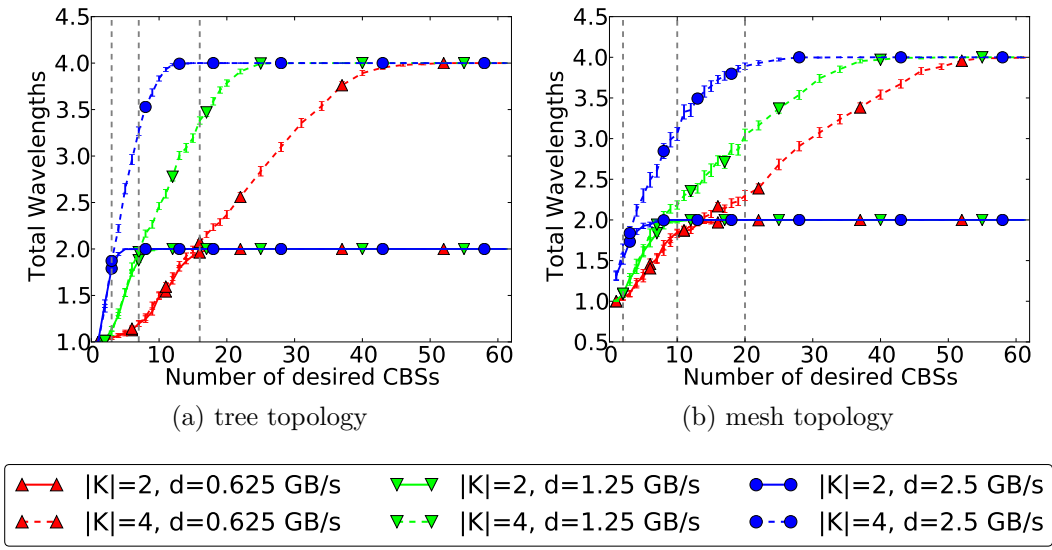 4.5
4.0
3.5
3.0
2.5
2.0
1.5
1.0
Total Wavelengths
0 10 20 30 40 50 60
Number of desired CBSs
(a) tree topology
4.5
4.0
3.5
3.0
2.5
2.0
1.5
1.0
0.5
Total Wavelengths
0 10 20 30 40 50 60
Number of desired CBSs
(b) mesh topology
|K|=2, d=0.625 GB/s |K|=2, d=1.25 GB/s |K|=2, d=2.5 GB/s
|K|=4, d=0.625 GB/s |K|=4, d=1.25 GB/s |K|=4, d=2.5 GB/s